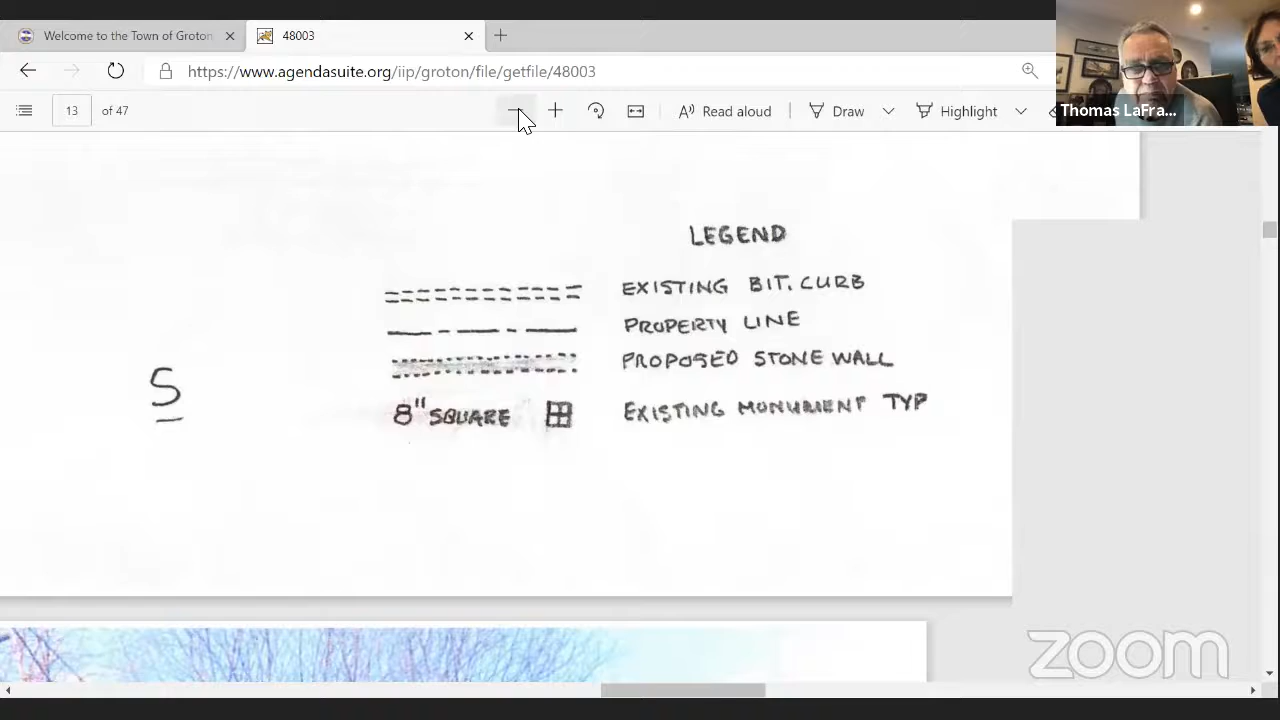 Welcome to the Town of Groton
48003
https://www.agendasuite.org/iip/groton/file/getfile/48003
13 of 47
Read aloud
Draw
Highlight
Thomas LaFra...
LEGEND
EXISTING BIT. CURB
PROPERTY LINE
PROPOSED STONE WALL
S
8" SQUARE
EXISTING MONUMENT TYP
zoom